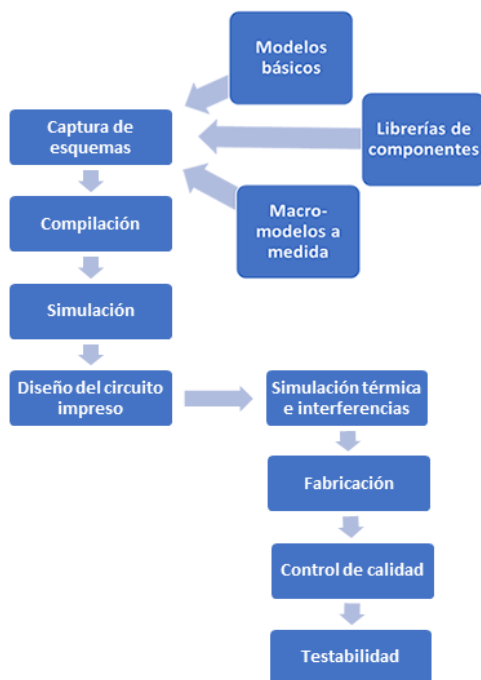 Modelos
básicos
Librerías de
componentes
Macro-
modelos a
medida
Captura de
esquemas
Compilación
Simulación
Diseño del circuito
impreso
Simulación térmica
e interferencias
Fabricación
Control de calidad
Testabilidad